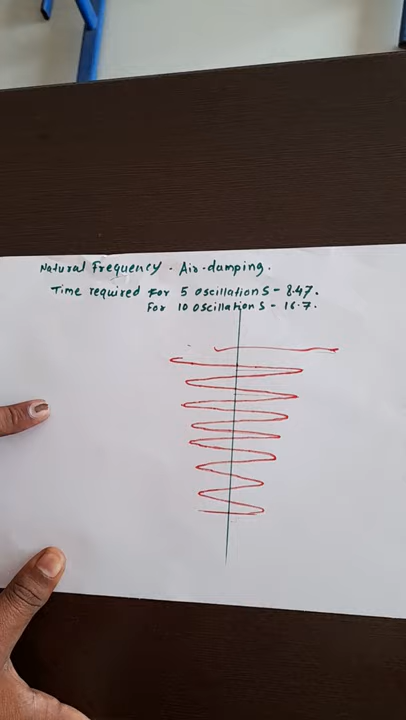 Natural Frequency - Air-damping.
Time required for 5 oscillations - 8.47.
For 10 oscillations - 16.7.